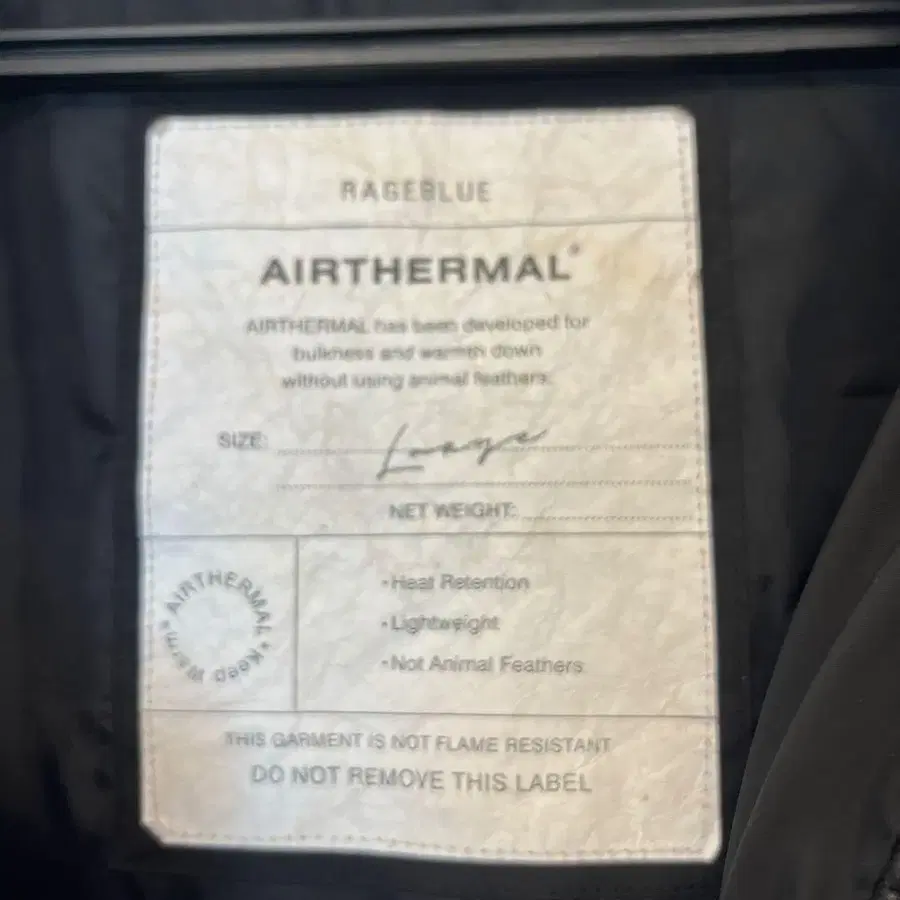 RAGEBLUE
AIRTHERMAL®
AIRTHERMAL has been developed for
bulkness and warmth down
without using animal feathers.
SIZE: Large
NET WEIGHT:
AIRTHERMAL * Keep Warm *
• Heat Retention
• Lightweight
• Not Animal Feathers
THIS GARMENT IS NOT FLAME RESISTANT
DO NOT REMOVE THIS LABEL